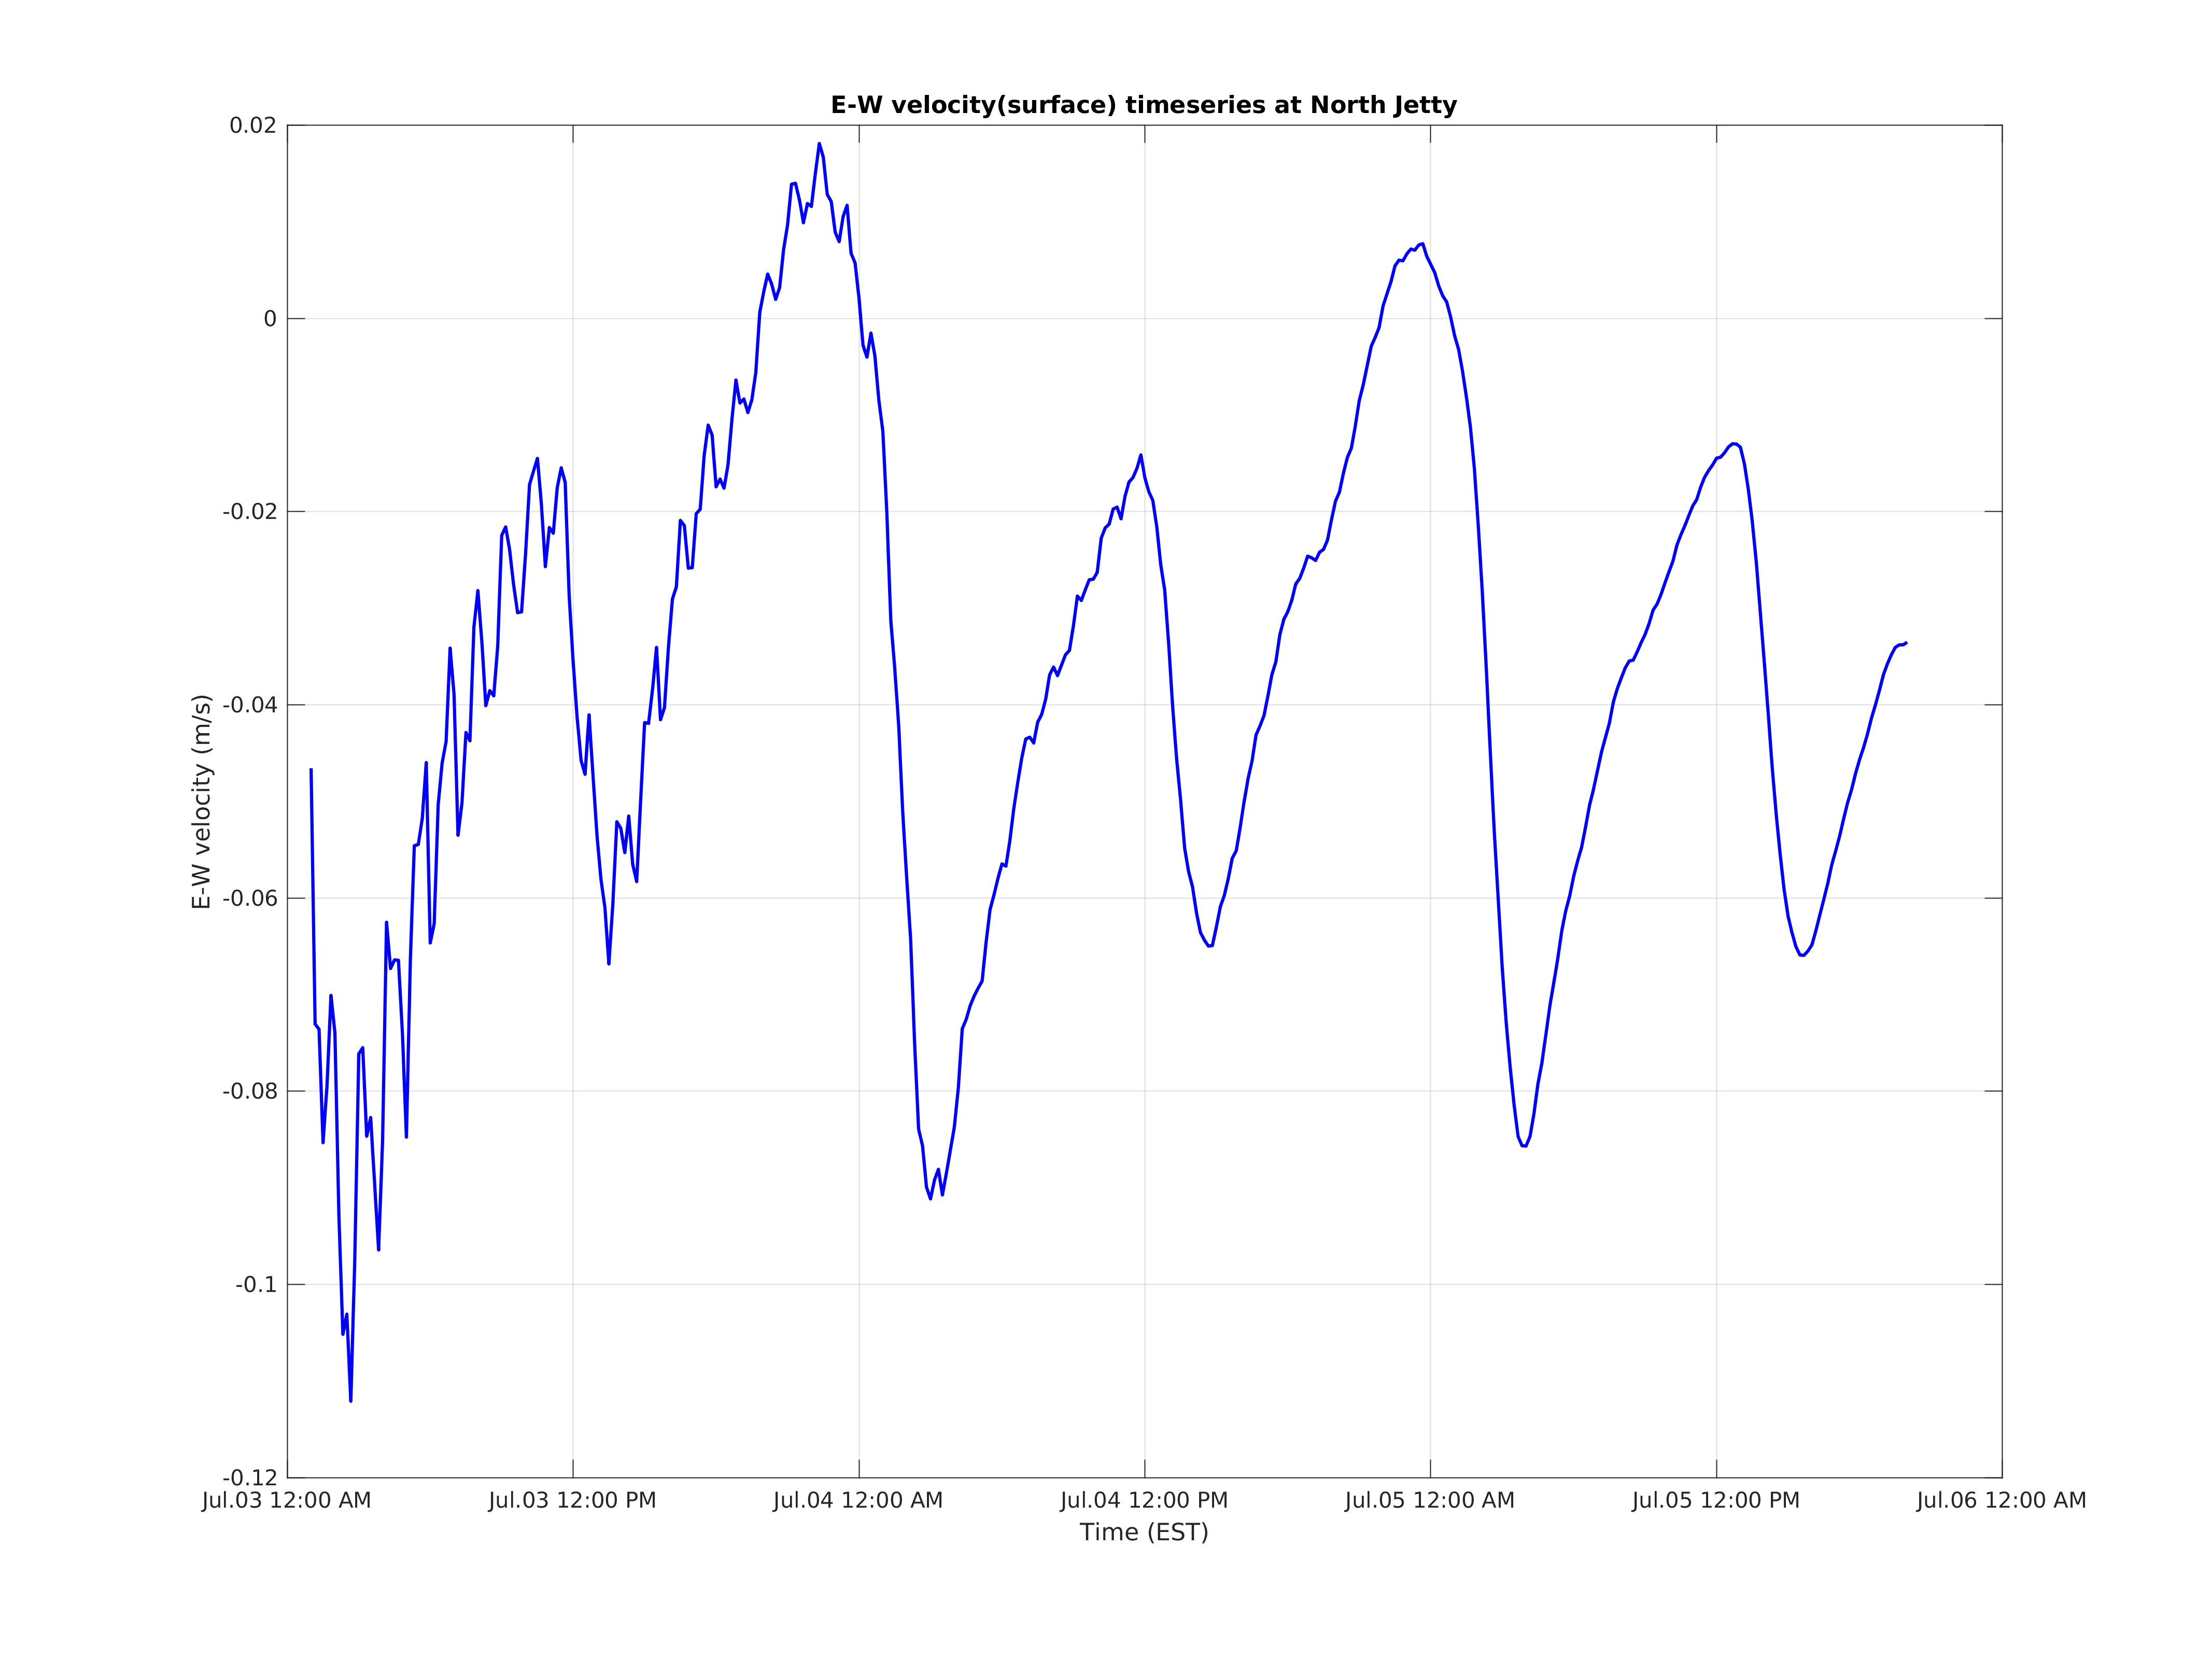 E-W velocity(surface) timeseries at North Jetty
0.02
0
-0.02
-0.04
-0.06
-0.08
-0.1
-0.12
E-W velocity (m/s)
Jul.03 12:00 AM
Jul.03 12:00 PM
Jul.04 12:00 AM
Jul.04 12:00 PM
Jul.05 12:00 AM
Jul.05 12:00 PM
Jul.06 12:00 AM
Time (EST)